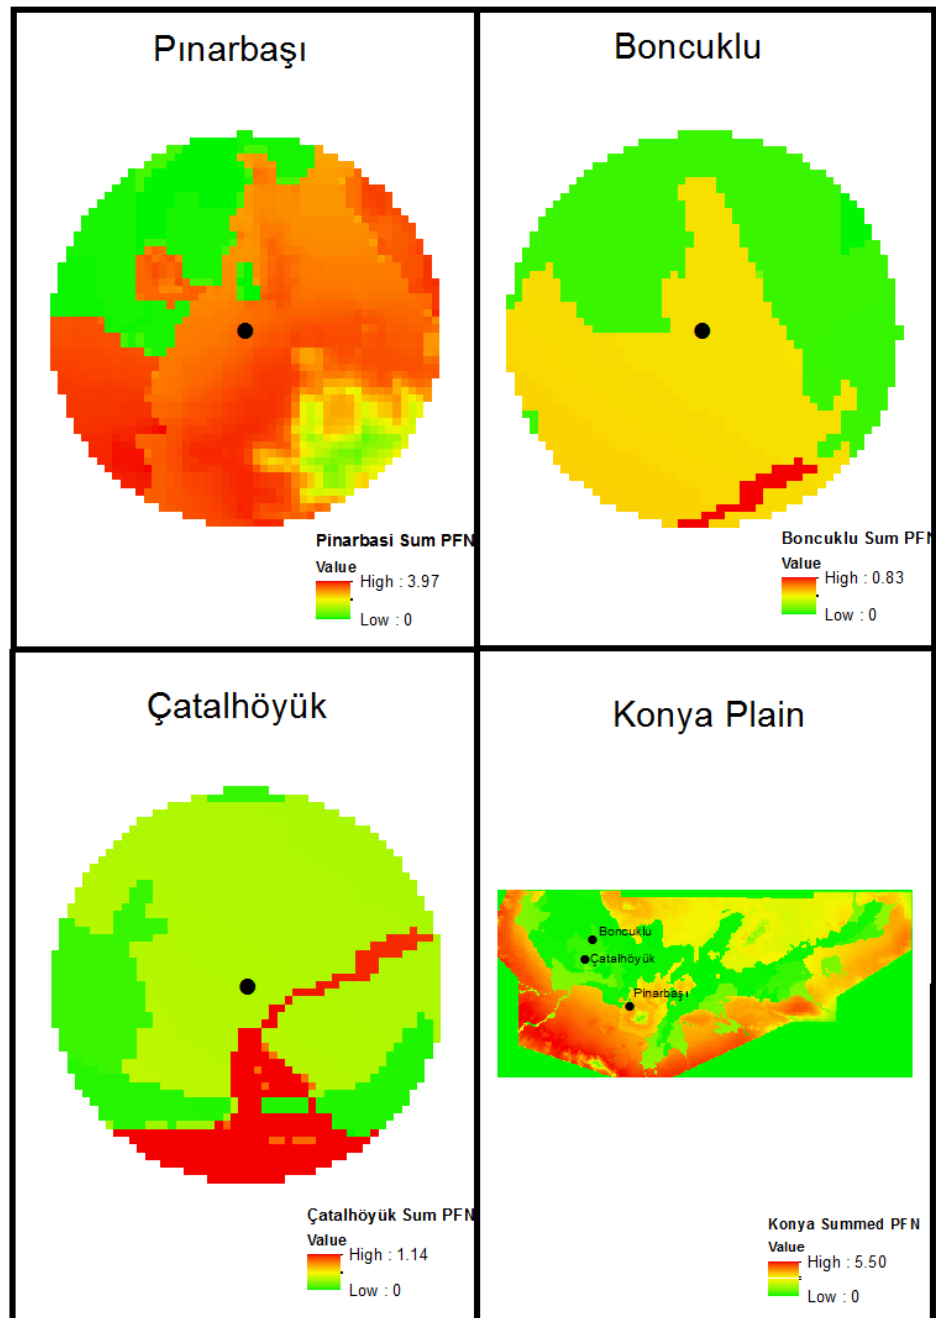 Pınarbaşı
Pinarbasi Sum PFN
Value
High : 3.97
Low : 0
Boncuklu
Boncuklu Sum PFN
Value
High : 0.83
Low : 0
Çatalhöyük
Çatalhöyük Sum PFN
Value
High : 1.14
Low : 0
Konya Plain
Boncuklu
Çatalhöyük
Pinarbaşı
Konya Summed PFN
Value
High : 5.50
Low : 0